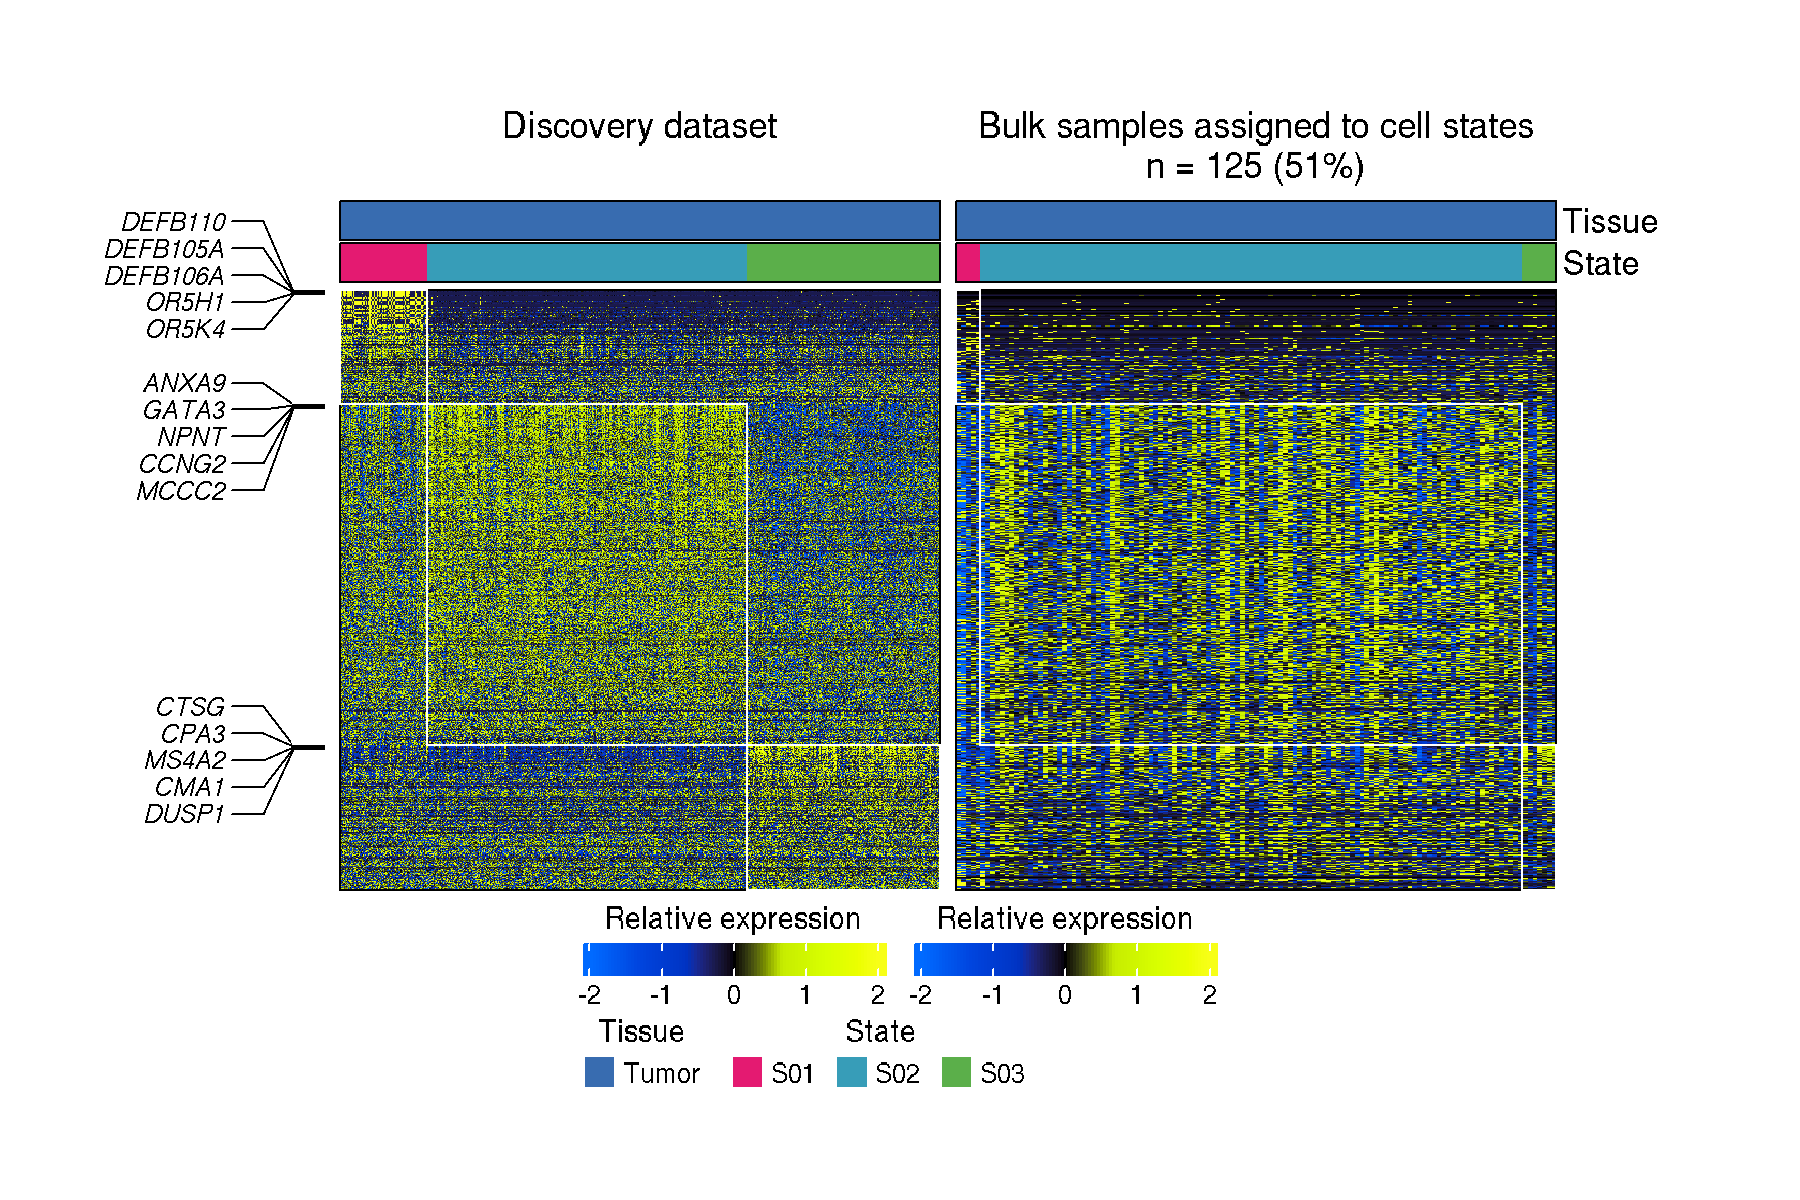 Discovery dataset
Bulk samples assigned to cell states
n = 125 (51%)
Tissue
State
DEFB110
DEFB105A
DEFB106A
OR5H1
OR5K4
ANXA9
GATA3
NPNT
CCNG2
MCCC2
CTSG
CPA3
MS4A2
CMA1
DUSP1
Relative expression Relative expression
-2 -1 0 1 2 -2 -1 0 1 2
Tissue State
Tumor S01 S02 S03